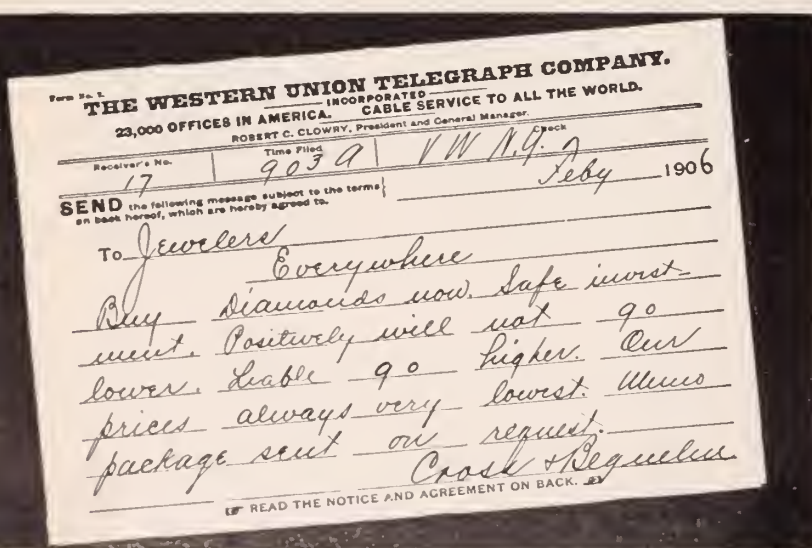 Form No. 2.
THE WESTERN UNION TELEGRAPH COMPANY.
INCORPORATED
23,000 OFFICES IN AMERICA. CABLE SERVICE TO ALL THE WORLD.
ROBERT C. CLOWRY, President and General Manager.
Receiver's No. Time Filed Check
17 903 A VW N.Y.
SEND the following message subject to the terms
on back hereof, which are hereby agreed to.
Feby 1906
To Jewelers
Everywhere
Buy Diamonds now. Safe invest-
ment. Positively will not go
lower. Liable go higher. Our
prices always very lowest. Memo
package sent on request.
Cross & Beguelin
READ THE NOTICE AND AGREEMENT ON BACK.